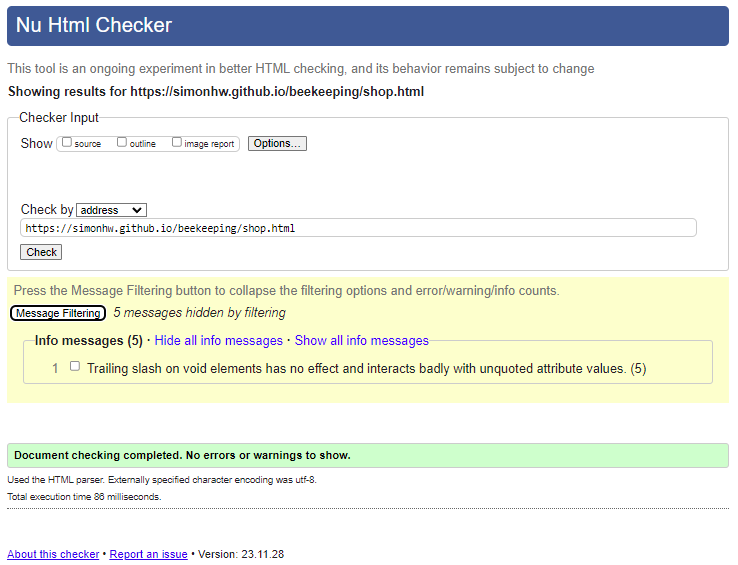 Nu Html Checker
This tool is an ongoing experiment in better HTML checking, and its behavior remains subject to change
Showing results for https://simonhw.github.io/beekeeping/shop.html
Checker Input
Show source outline image report Options...
Check by address
https://simonhw.github.io/beekeeping/shop.html
Check
Press the Message Filtering button to collapse the filtering options and error/warning/info counts.
Message Filtering 5 messages hidden by filtering
Info messages (5) · Hide all info messages · Show all info messages
1 Trailing slash on void elements has no effect and interacts badly with unquoted attribute values. (5)
Document checking completed. No errors or warnings to show.
Used the HTML parser. Externally specified character encoding was utf-8.
Total execution time 86 milliseconds.
About this checker • Report an issue • Version: 23.11.28